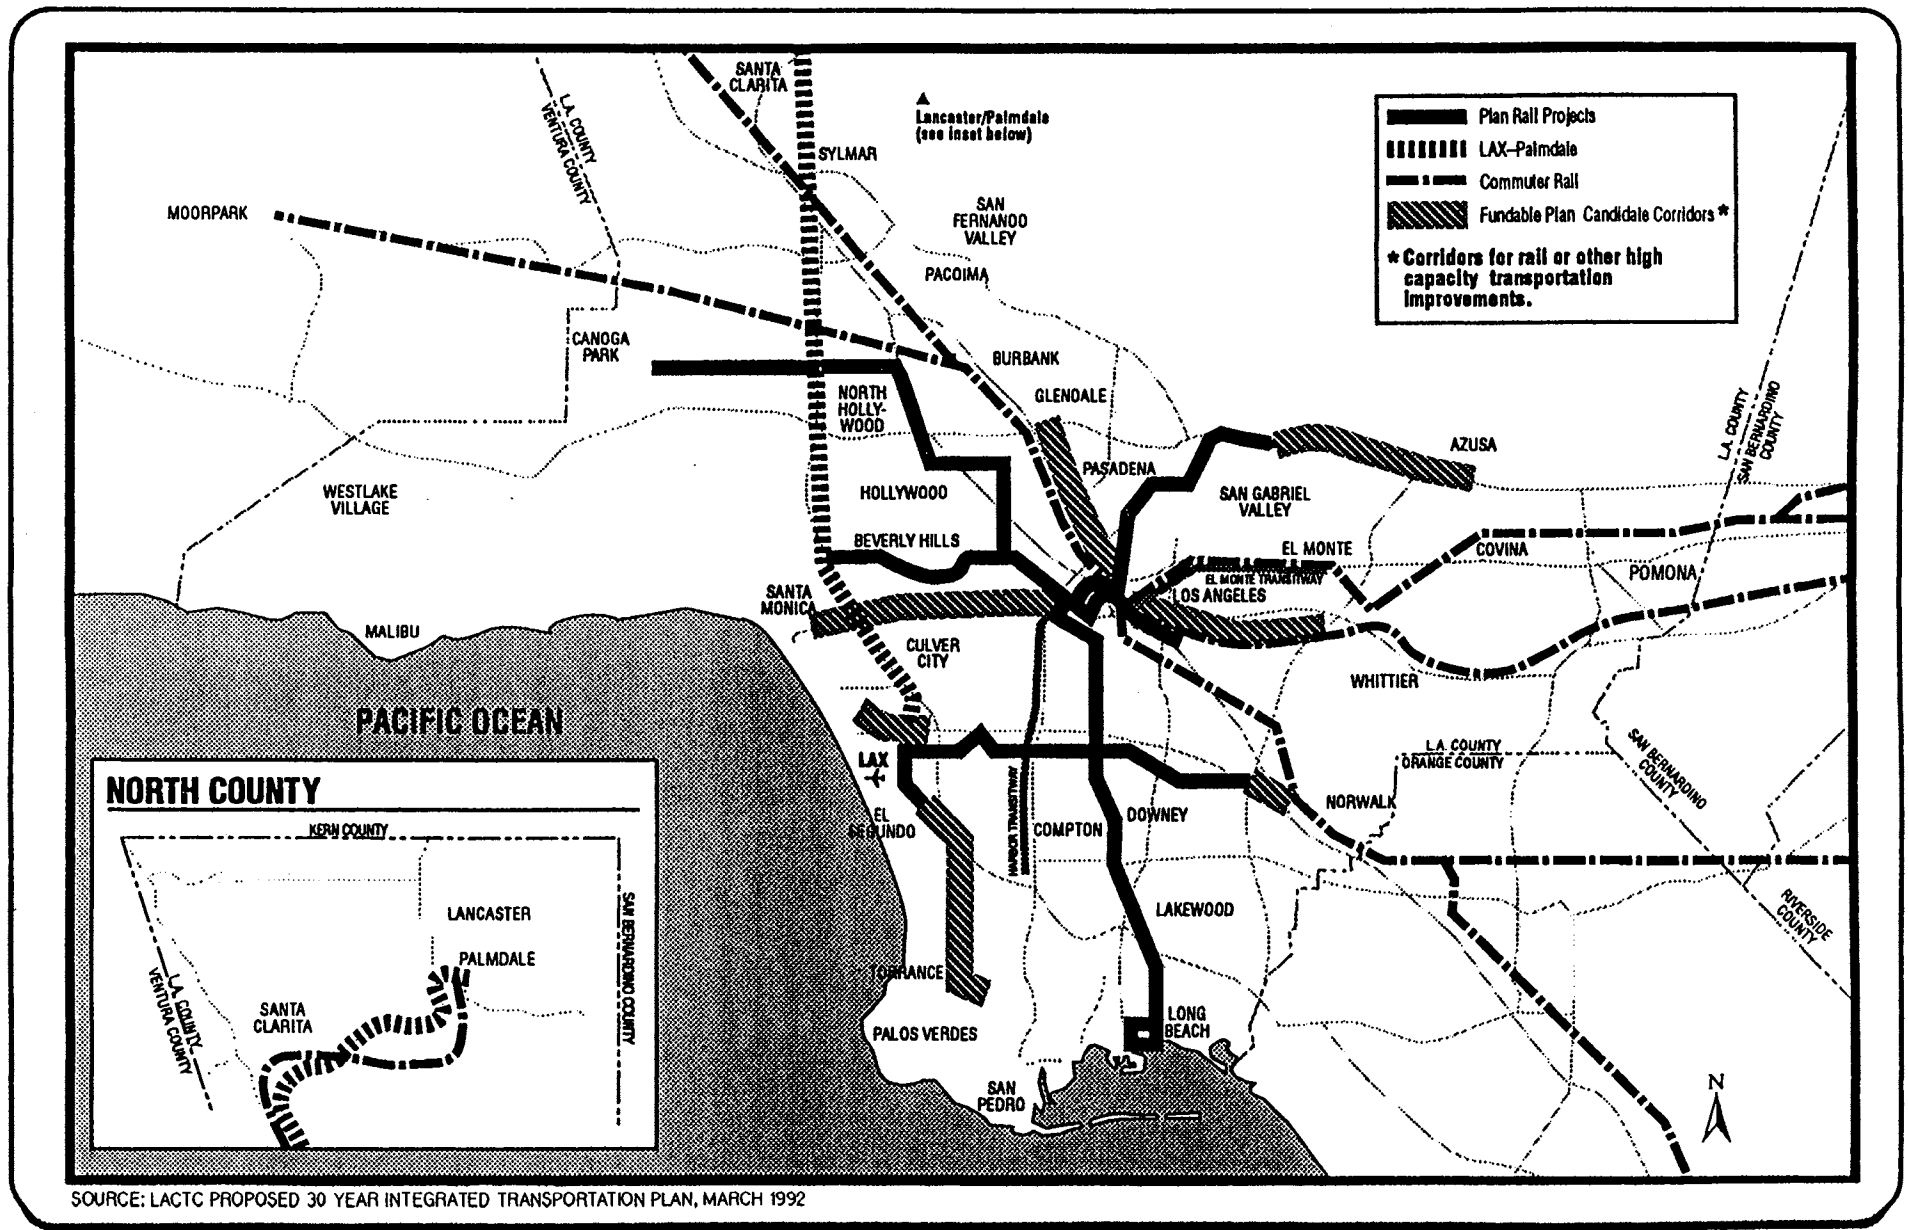 SANTA
CLARITA
Lancaster/Palmdale
(see inset below)
L.A. COUNTY
VENTURA COUNTY
SYLMAR
MOORPARK
SAN
FERNANDO
VALLEY
PACOIMA
Plan Rail Projects
LAX–Palmdale
Commuter Rail
Fundable Plan Candidate Corridors *
* Corridors for rail or other high
capacity transportation
improvements.
CANOGA
PARK
BURBANK
NORTH
HOLLY-
WOOD
GLENDALE
L.A. COUNTY
SAN BERNARDINO
COUNTY
AZUSA
PASADENA
WESTLAKE
VILLAGE
HOLLYWOOD
SAN GABRIEL
VALLEY
BEVERLY HILLS
EL MONTE
COVINA
EL MONTE TRANSITWAY
POMONA
SANTA
MONICA
LOS ANGELES
MALIBU
CULVER
CITY
WHITTIER
PACIFIC OCEAN
L.A. COUNTY
ORANGE COUNTY
SAN BERNARDINO
COUNTY
LAX
NORWALK
HARBOR TRANSITWAY
EL
SEGUNDO
COMPTON
DOWNEY
RIVERSIDE
COUNTY
LAKEWOOD
TORRANCE
LONG
BEACH
PALOS VERDES
SAN
PEDRO
N
NORTH COUNTY
KERN COUNTY
LANCASTER
PALMDALE
SAN BERNARDINO COUNTY
L.A. COUNTY
VENTURA COUNTY
SANTA
CLARITA
SOURCE: LACTC PROPOSED 30 YEAR INTEGRATED TRANSPORTATION PLAN, MARCH 1992